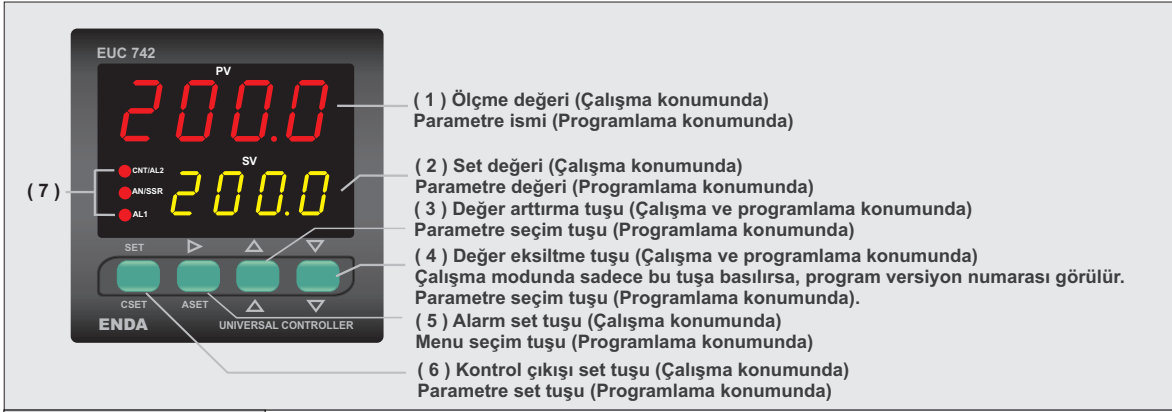 EUC 742
PV
200.0
( 1 ) Ölçme değeri (Çalışma konumunda)
Parametre ismi (Programlama konumunda)
SV
200.0
( 7 )
CNT/AL2
AN/SSR
AL1
( 2 ) Set değeri (Çalışma konumunda)
Parametre değeri (Programlama konumunda)
( 3 ) Değer arttırma tuşu (Çalışma ve programlama konumunda)
Parametre seçim tuşu (Programlama konumunda)
SET
( 4 ) Değer eksiltme tuşu (Çalışma ve programlama konumunda)
Çalışma modunda sadece bu tuşa basılırsa, program versiyon numarası görülür.
Parametre seçim tuşu (Programlama konumunda).
CSET ASET
ENDA UNIVERSAL CONTROLLER
( 5 ) Alarm set tuşu (Çalışma konumunda)
Menu seçim tuşu (Programlama konumunda)
( 6 ) Kontrol çıkışı set tuşu (Çalışma konumunda)
Parametre set tuşu (Programlama konumunda)